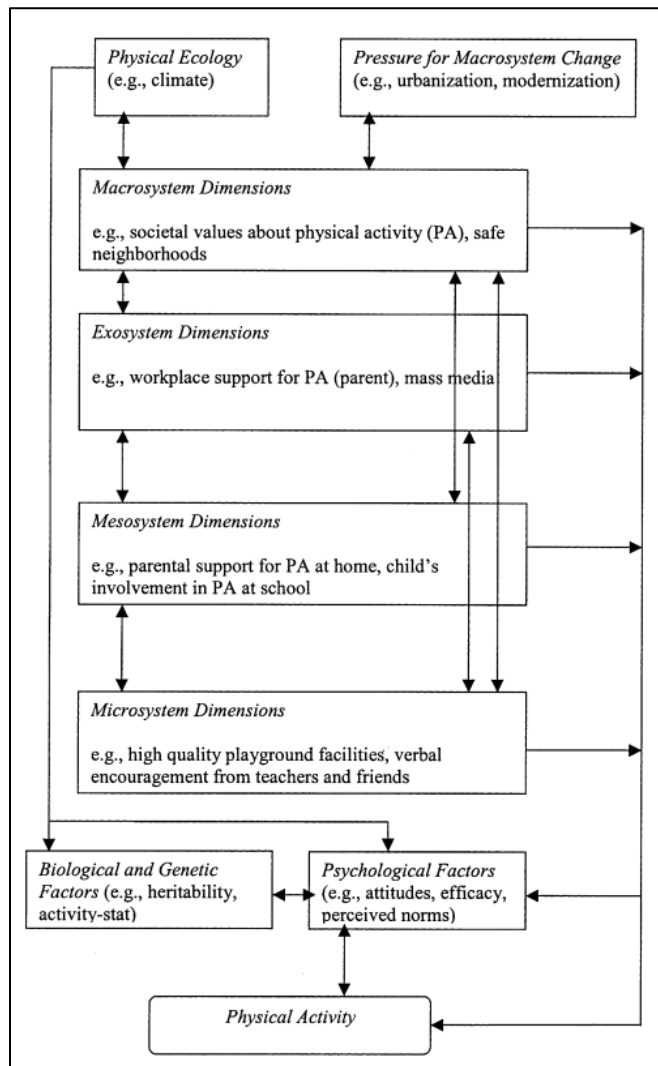 Physical Ecology
(e.g., climate)
Pressure for Macrosystem Change
(e.g., urbanization, modernization)
Macrosystem Dimensions
e.g., societal values about physical activity (PA), safe
neighborhoods
Exosystem Dimensions
e.g., workplace support for PA (parent), mass media
Mesosystem Dimensions
e.g., parental support for PA at home, child's
involvement in PA at school
Microsystem Dimensions
e.g., high quality playground facilities, verbal
encouragement from teachers and friends
Biological and Genetic
Factors (e.g., heritability,
activity-stat)
Psychological Factors
(e.g., attitudes, efficacy,
perceived norms)
Physical Activity